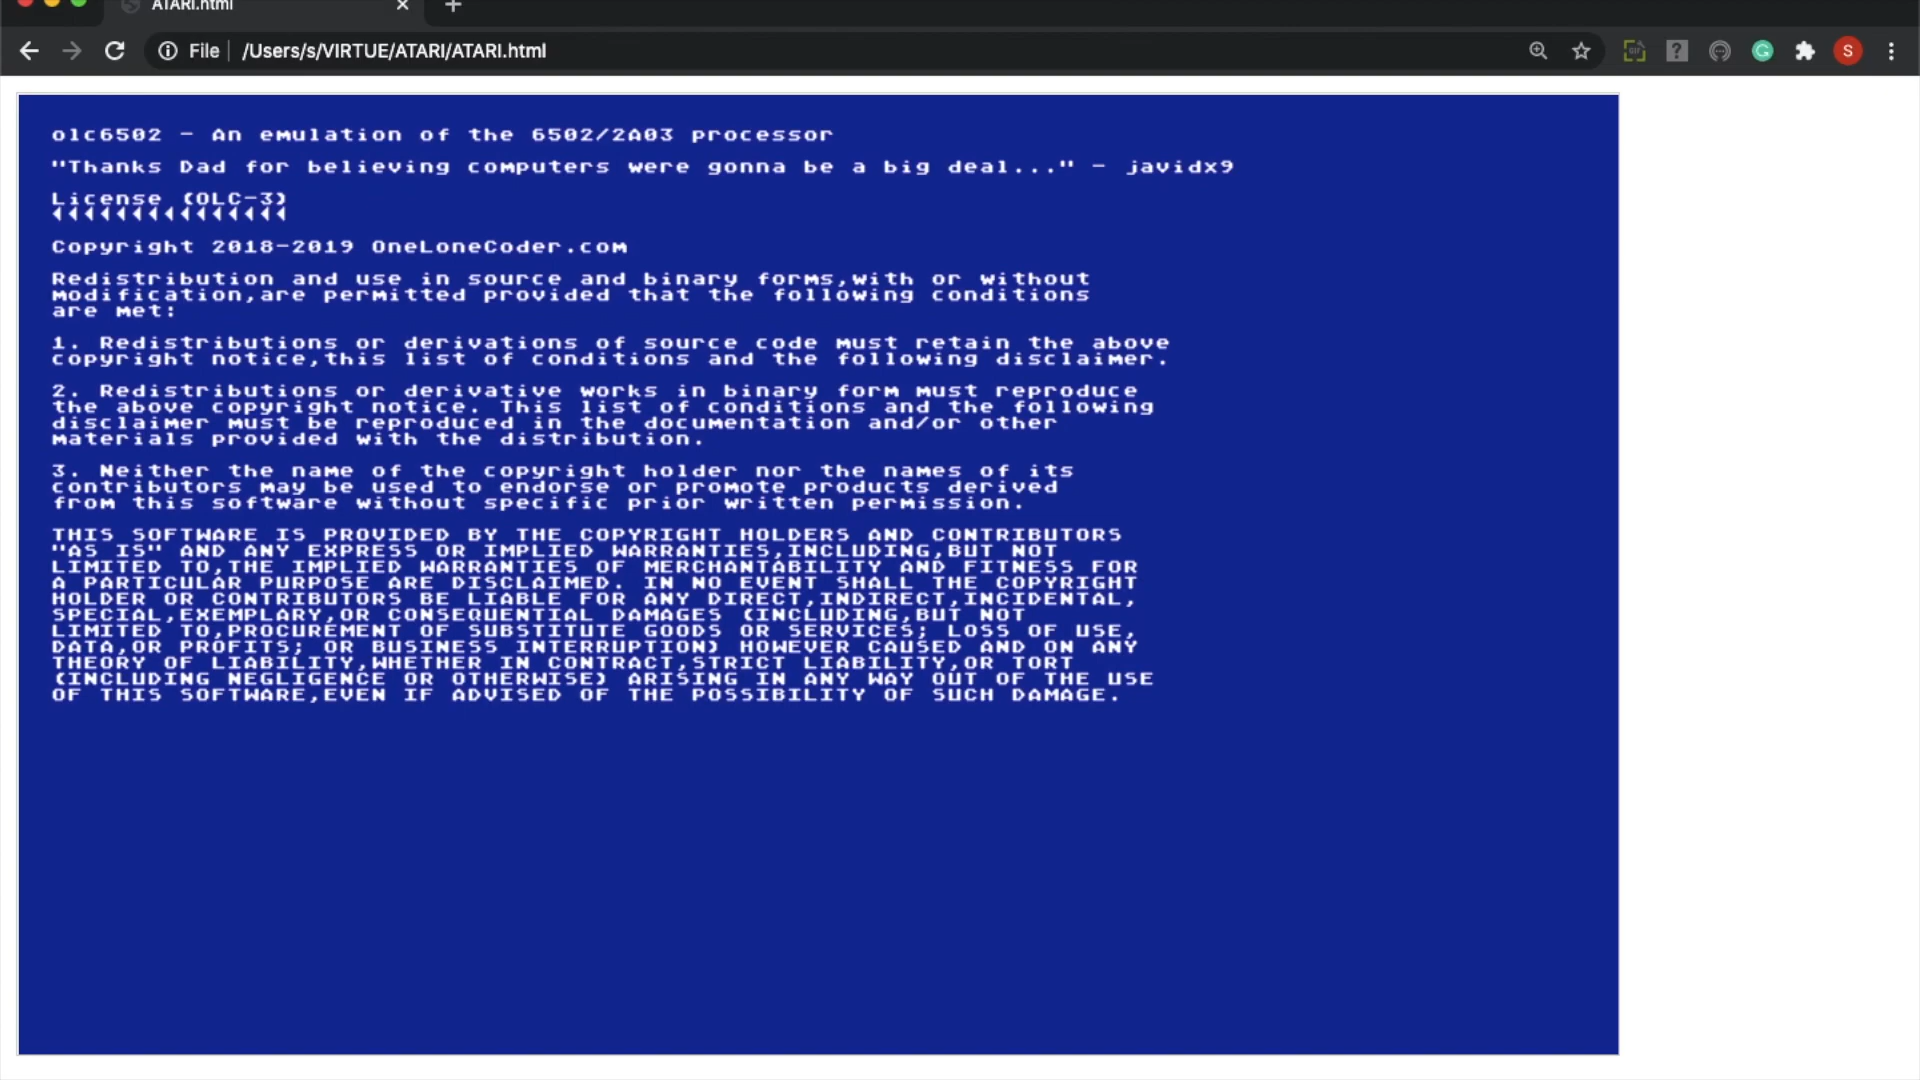 ATARI.html
File /Users/s/VIRTUE/ATARI/ATARI.html
GIF ? G S
olc6502 - An emulation of the 6502/2A03 processor
"Thanks Dad for believing computers were gonna be a big deal..." - javidx9
License (OLC-3)
Copyright 2018-2019 OneLoneCoder.com
Redistribution and use in source and binary forms,with or without
modification,are permitted provided that the following conditions
are met:
1. Redistributions or derivations of source code must retain the above
copyright notice,this list of conditions and the following disclaimer.
2. Redistributions or derivative works in binary form must reproduce
the above copyright notice. This list of conditions and the following
disclaimer must be reproduced in the documentation and/or other
materials provided with the distribution.
3. Neither the name of the copyright holder nor the names of its
contributors may be used to endorse or promote products derived
from this software without specific prior written permission.
THIS SOFTWARE IS PROVIDED BY THE COPYRIGHT HOLDERS AND CONTRIBUTORS
"AS IS" AND ANY EXPRESS OR IMPLIED WARRANTIES,INCLUDING,BUT NOT
LIMITED TO,THE IMPLIED WARRANTIES OF MERCHANTABILITY AND FITNESS FOR
A PARTICULAR PURPOSE ARE DISCLAIMED. IN NO EVENT SHALL THE COPYRIGHT
HOLDER OR CONTRIBUTORS BE LIABLE FOR ANY DIRECT,INDIRECT,INCIDENTAL,
SPECIAL,EXEMPLARY,OR CONSEQUENTIAL DAMAGES (INCLUDING,BUT NOT
LIMITED TO,PROCUREMENT OF SUBSTITUTE GOODS OR SERVICES; LOSS OF USE,
DATA,OR PROFITS; OR BUSINESS INTERRUPTION) HOWEVER CAUSED AND ON ANY
THEORY OF LIABILITY,WHETHER IN CONTRACT,STRICT LIABILITY,OR TORT
(INCLUDING NEGLIGENCE OR OTHERWISE) ARISING IN ANY WAY OUT OF THE USE
OF THIS SOFTWARE,EVEN IF ADVISED OF THE POSSIBILITY OF SUCH DAMAGE.